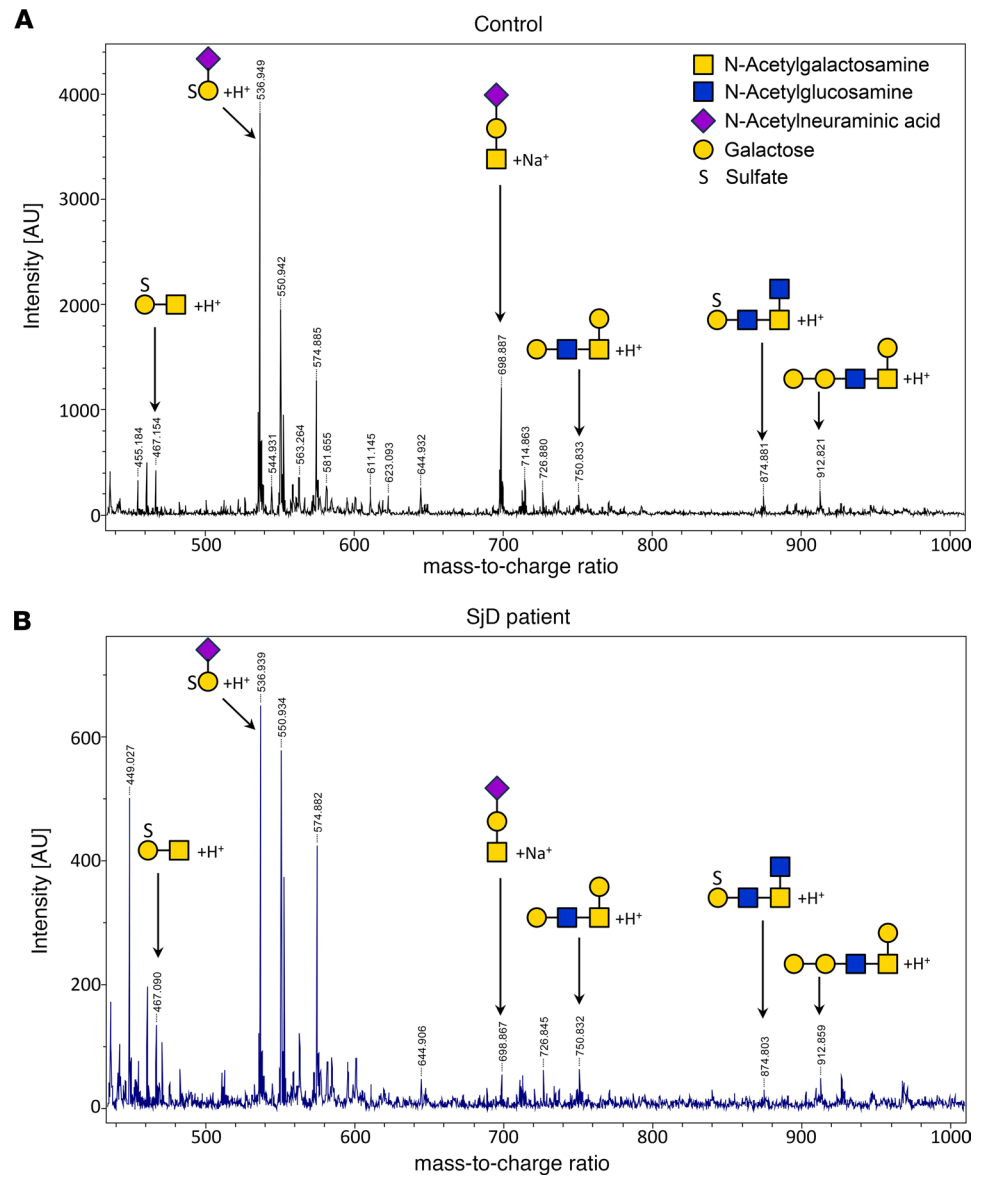 A
Control
4000
3000
2000
1000
0
Intensity [AU]
500
600
700
800
900
1000
mass-to-charge ratio
N-Acetylgalactosamine
N-Acetylglucosamine
N-Acetylneuraminic acid
Galactose
S Sulfate
S +H⁺
+Na⁺
S
+H⁺
+H⁺
S
+H⁺
+H⁺
455.184
467.154
536.949
544.931
550.942
563.264
574.885
581.655
611.145
623.093
644.932
698.887
714.863
726.880
750.833
874.881
912.821
B
SjD patient
600
400
200
0
Intensity [AU]
500
600
700
800
900
1000
mass-to-charge ratio
S +H⁺
S
+H⁺
+Na⁺
+H⁺
S
+H⁺
+H⁺
449.027
467.090
536.939
550.934
574.882
644.906
698.867
726.845
750.832
874.803
912.859